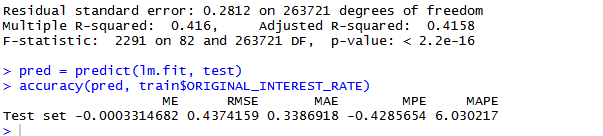 Residual standard error: 0.2812 on 263721 degrees of freedom
Multiple R-squared:  0.416,     Adjusted R-squared:  0.4158
F-statistic:  2291 on 82 and 263721 DF,  p-value: < 2.2e-16
> pred = predict(lm.fit, test)
> accuracy(pred, train$ORIGINAL_INTEREST_RATE)
                    ME      RMSE       MAE        MPE     MAPE
Test set -0.0003314682 0.4374159 0.3386918 -0.4285654 6.030217
>